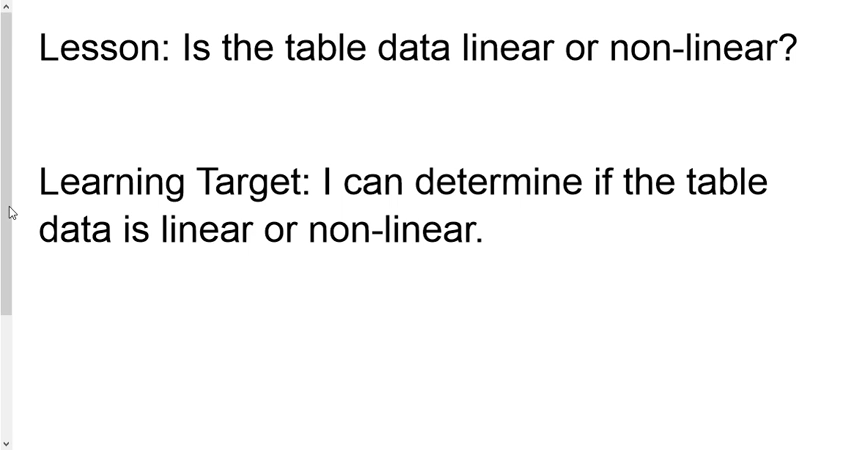 Lesson: Is the table data linear or non-linear?
Learning Target: I can determine if the table
data is linear or non-linear.